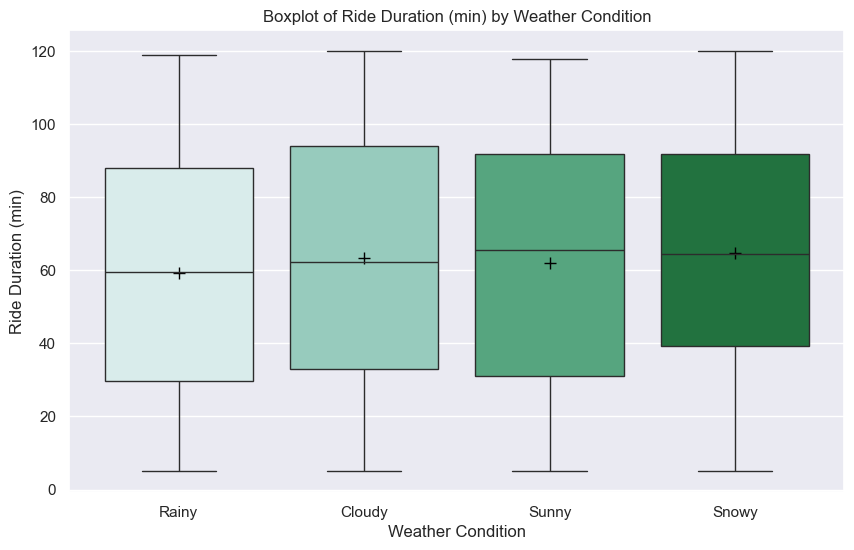 Boxplot of Ride Duration (min) by Weather Condition
Ride Duration (min)
120
100
80
60
40
20
0
Rainy Cloudy Sunny Snowy
Weather Condition